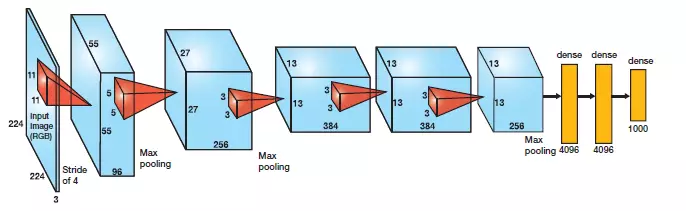 224
224
3
11
11
Input
Image
(RGB)
Stride
of 4
55
55
96
5
5
Max
pooling
27
27
256
3
3
Max
pooling
13
13
384
3
3
13
13
384
3
3
13
13
256
Max
pooling
dense
4096
dense
4096
dense
1000